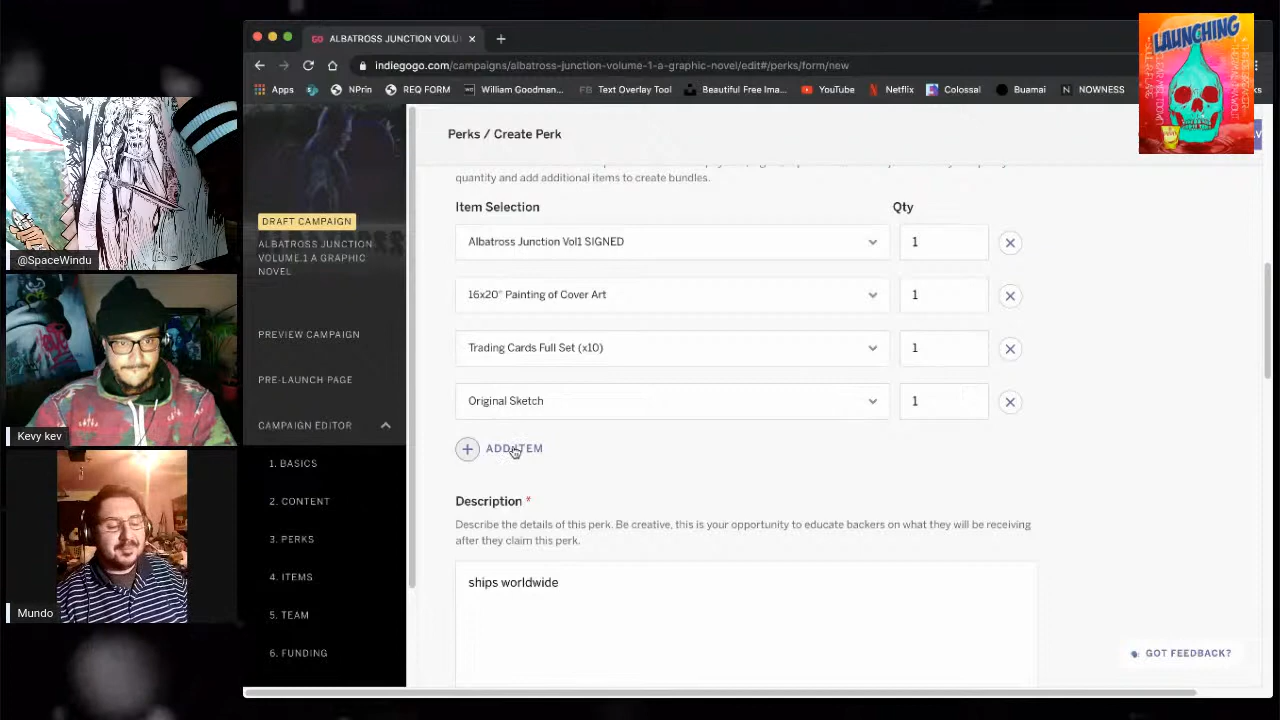 ALBATROSS JUNCTION VOLU
indiegogo.com/campaigns/albatross-junction-volume-1-a-graphic-novel/edit#/perks/form/new
Apps
NPrin
REQ FORM
William Goodnan...
Text Overlay Tool
Beautiful Free Ima...
YouTube
Netflix
Colossal
Buamai
NOWNESS
LAUNCHING
Perks / Create Perk
quantity and add additional items to create bundles.
Item Selection
Qty
Albatross Junction Vol1 SIGNED
1
16x20" Painting of Cover Art
1
Trading Cards Full Set (x10)
1
Original Sketch
1
ADD ITEM
Description *
Describe the details of this perk. Be creative, this is your opportunity to educate backers on what they will be receiving
after they claim this perk.
ships worldwide
GOT FEEDBACK?
DRAFT CAMPAIGN
ALBATROSS JUNCTION
VOLUME.1 A GRAPHIC
NOVEL
PREVIEW CAMPAIGN
PRE-LAUNCH PAGE
CAMPAIGN EDITOR
1. BASICS
2. CONTENT
3. PERKS
4. ITEMS
5. TEAM
6. FUNDING
@SpaceWindu
Kevy kev
Mundo